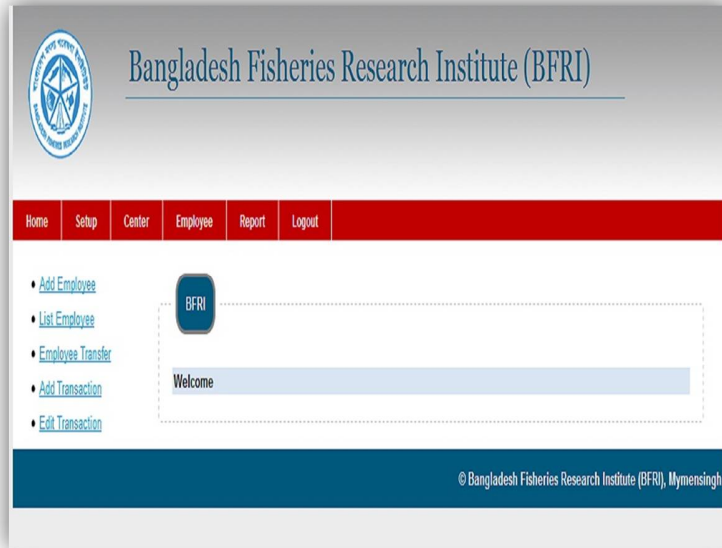 Bangladesh Fisheries Research Institute (BFRI)
Home Setup Center Employee Report Logout
Add Employee
List Employee
Employee Transfer
Add Transaction
Edit Transaction
BFRI
Welcome
© Bangladesh Fisheries Research Institute (BFRI), Mymensingh